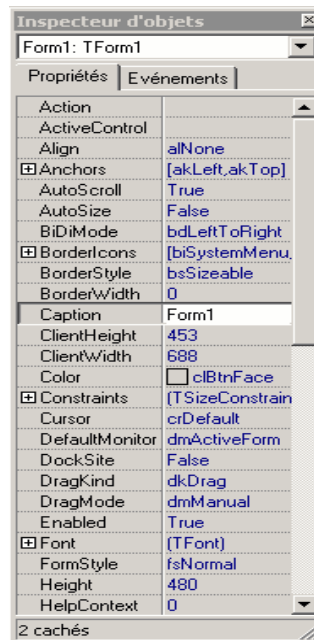 Inspecteur d'objets
Form1: TForm1
Propriétés Evénements
Action
ActiveControl
Align alNone
Anchors [akLeft,akTop]
AutoScroll True
AutoSize False
BiDiMode bdLeftToRight
BorderIcons [biSystemMenu,
BorderStyle bsSizeable
BorderWidth 0
Caption Form1
ClientHeight 453
ClientWidth 688
Color clBtnFace
Constraints (TSizeConstrain
Cursor crDefault
DefaultMonitor dmActiveForm
DockSite False
DragKind dkDrag
DragMode dmManual
Enabled True
Font (TFont)
FormStyle fsNormal
Height 480
HelpContext 0
2 cachés